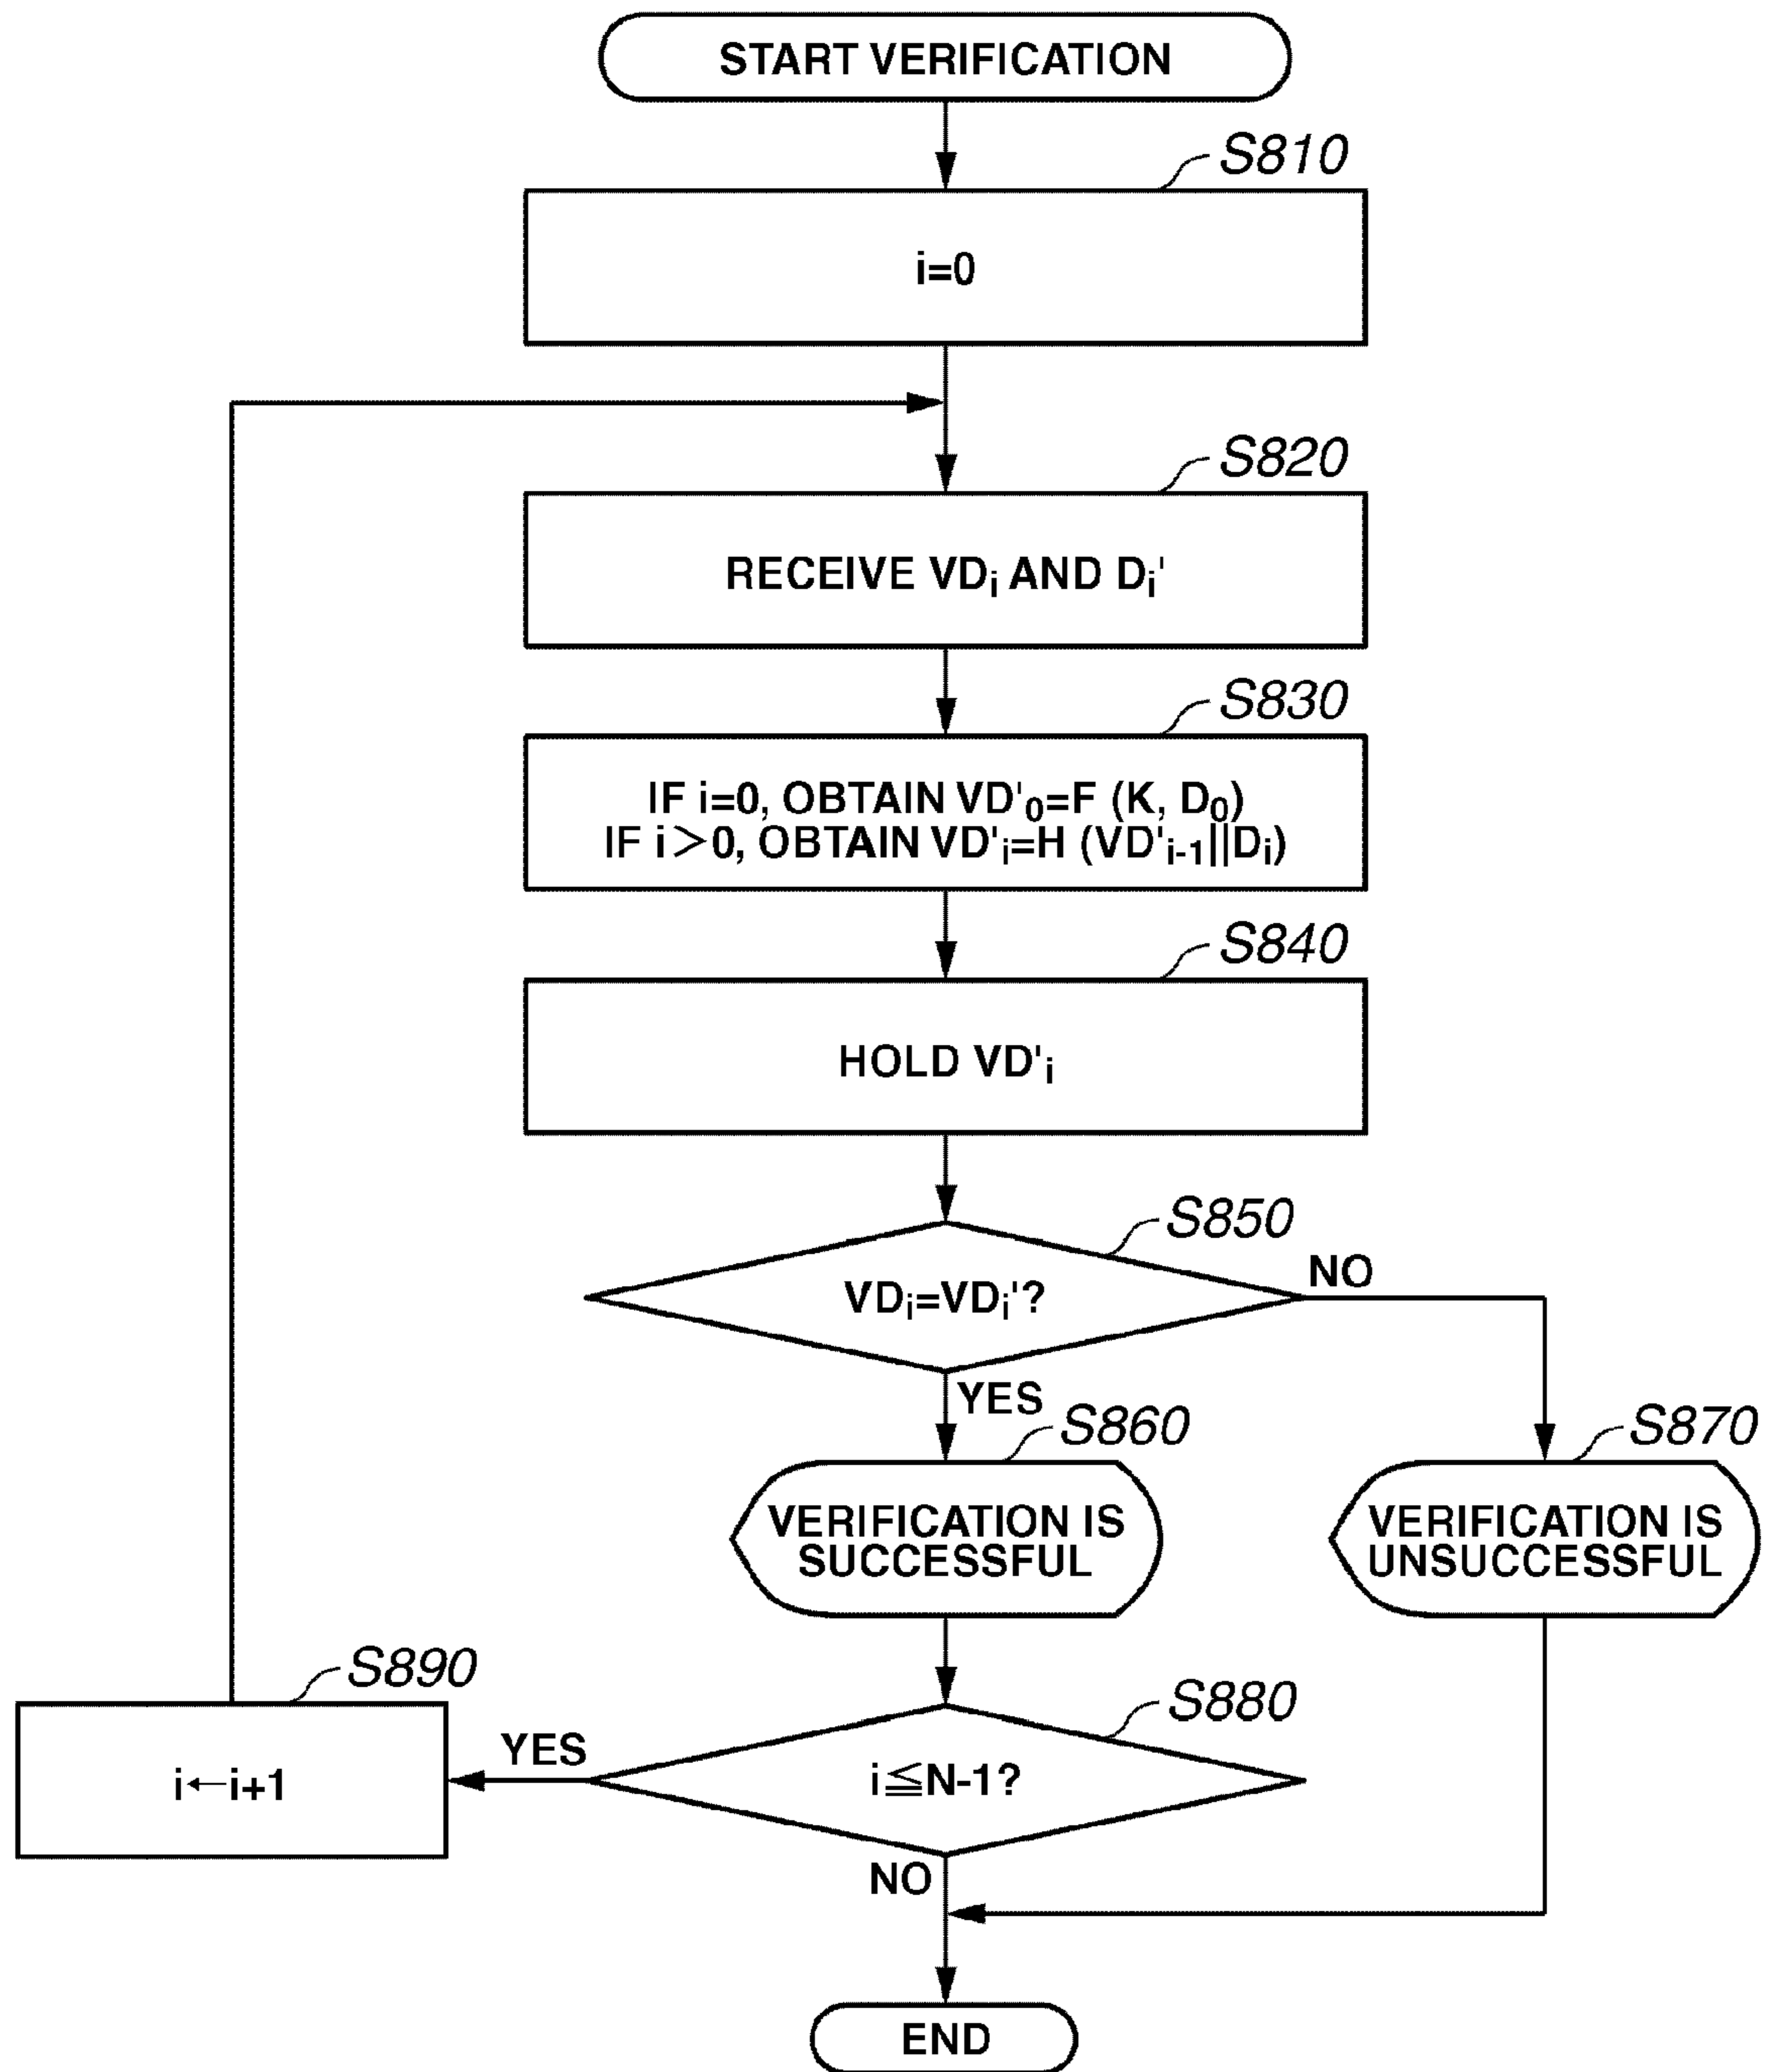 START VERIFICATION
S810
i=0
S820
RECEIVE VDᵢ AND Dᵢ'
S830
IF i=0, OBTAIN VD'₀=F (K, D₀)
IF i>0, OBTAIN VD'ᵢ=H (VD'ᵢ₋₁||Dᵢ)
S840
HOLD VD'ᵢ
S850
VDᵢ=VDᵢ'?
NO
YES
S860
VERIFICATION IS
SUCCESSFUL
S870
VERIFICATION IS
UNSUCCESSFUL
S880
i≦N-1?
YES
S890
i←i+1
NO
END